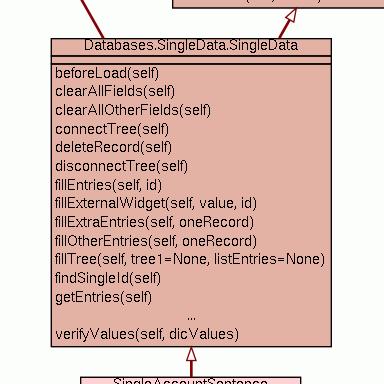 Databases.SingleData.SingleData
beforeLoad(self)
clearAllFields(self)
clearAllOtherFields(self)
connectTree(self)
deleteRecord(self)
disconnectTree(self)
fillEntries(self, id)
fillExternalWidget(self, value, id)
fillExtraEntries(self, oneRecord)
fillOtherEntries(self, oneRecord)
fillTree(self, tree1=None, listEntries=None)
findSingleId(self)
getEntries(self)
...
verifyValues(self, dicValues)
SingleAccountSentence